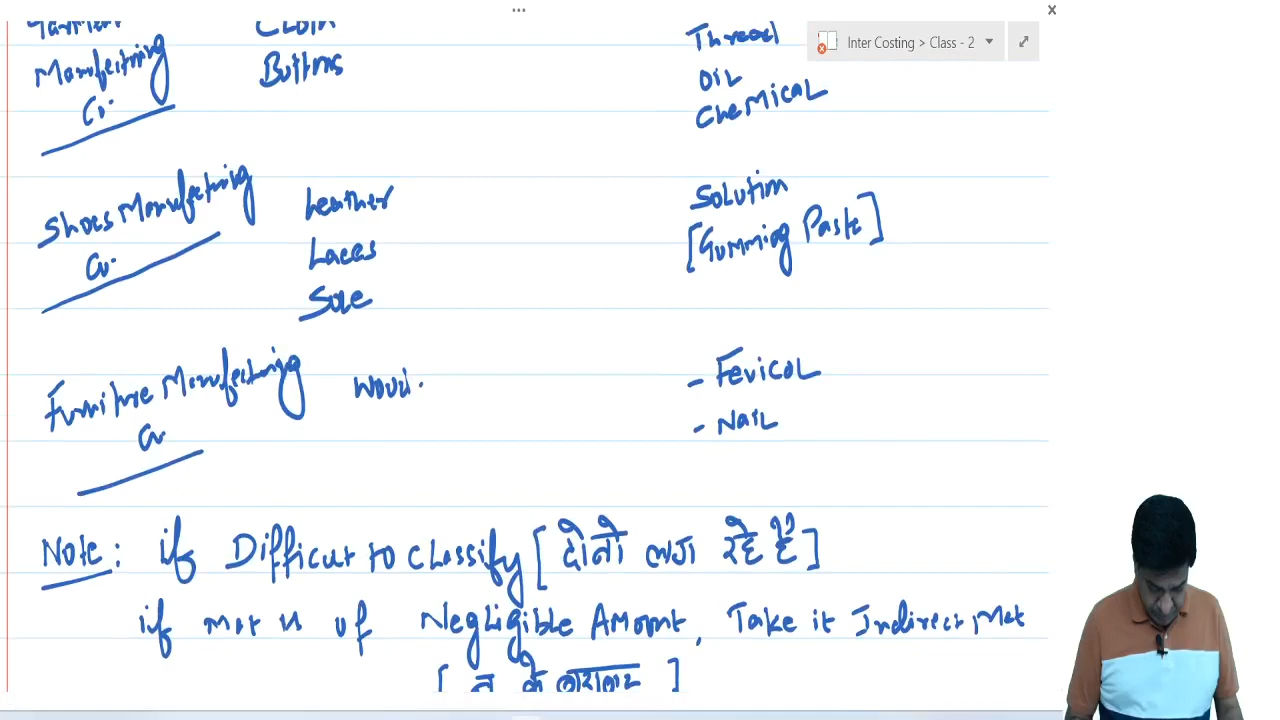 Inter Costing > Class - 2
Cloth Thread
Manufacturing Buttons Oil
Co. Chemical
Shoes Manufacturing Leather Solution
Co. Laces [Gumming Paste]
Sole
Furniture Manufacturing Wood. - Fevicol
Co - Nail
Note: if Difficult to Classify [दोनो लग रहे है]
if Mat is of Negligible Amount, Take it Indirect Mat
[ न के बराबर ]